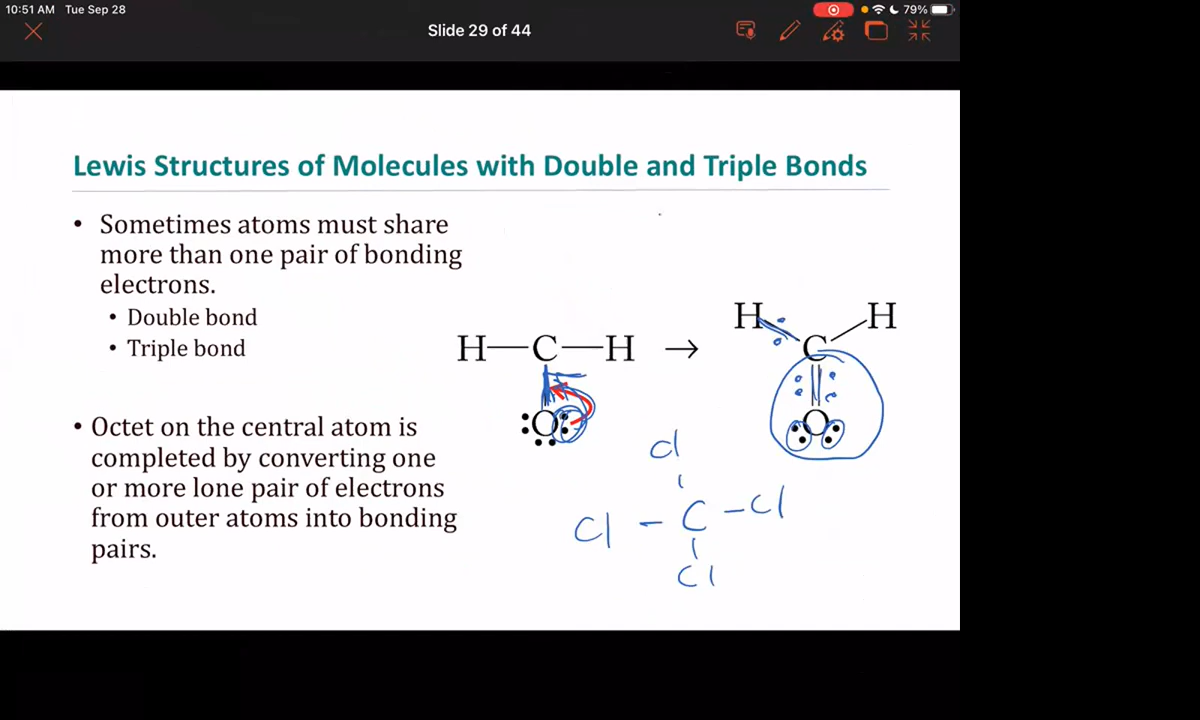 10:51 AM Tue Sep 28
79%
Slide 29 of 44
Lewis Structures of Molecules with Double and Triple Bonds
• Sometimes atoms must share
more than one pair of bonding
electrons.
• Double bond
• Triple bond
• Octet on the central atom is
completed by converting one
or more lone pair of electrons
from outer atoms into bonding
pairs.
H—C—H →
:O:
H H
C
O
Cl
Cl – C – Cl
Cl